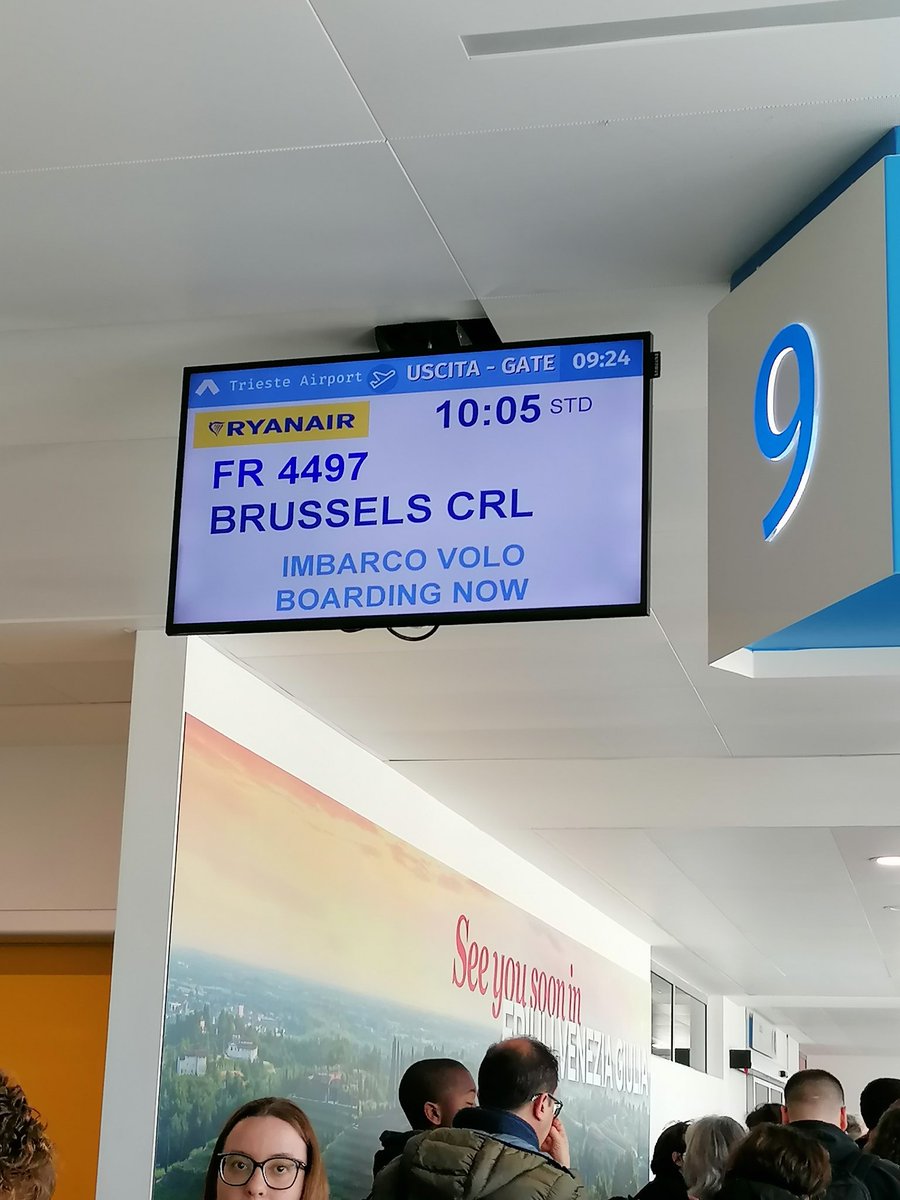 Trieste Airport USCITA - GATE 09:24
RYANAIR 10:05 STD
FR 4497
BRUSSELS CRL
IMBARCO VOLO
BOARDING NOW
9
See you soon in
FRIULI VENEZIA GIULIA